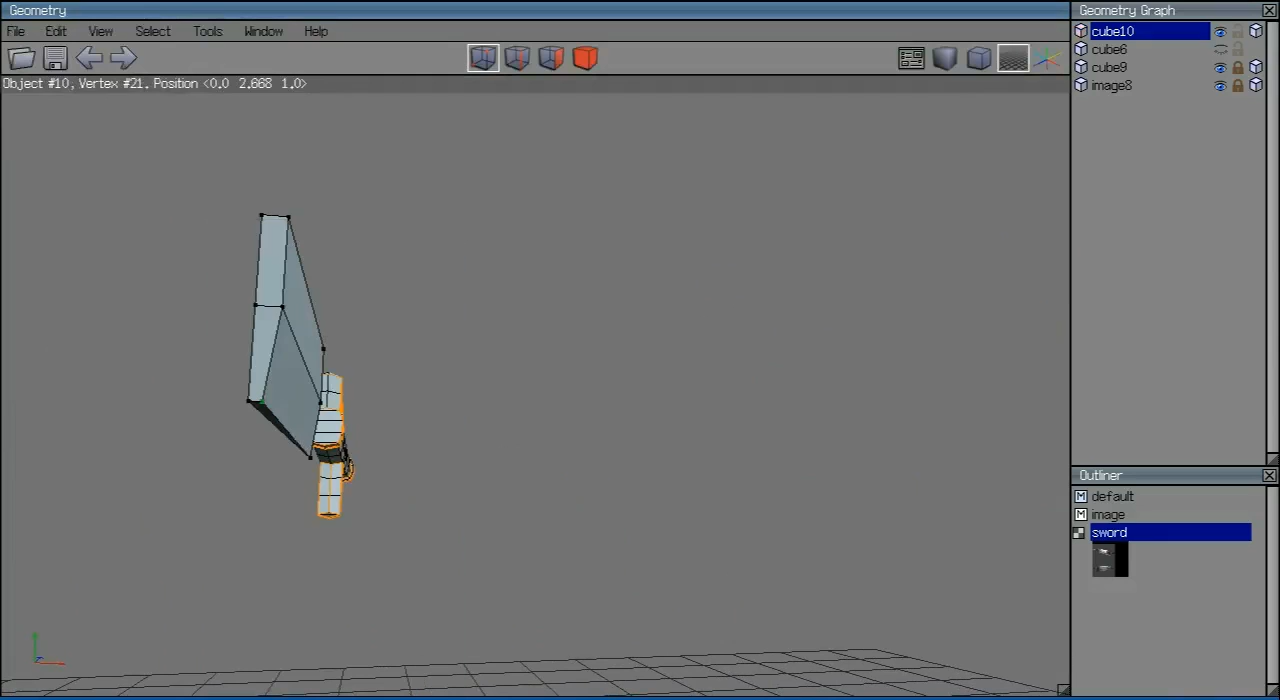 Geometry
File Edit View Select Tools Window Help
Object #10, Vertex #21. Position <0.0 2.668 1.0>
Geometry Graph
cube10
cube6
cube9
image8
Outliner
M default
M image
sword